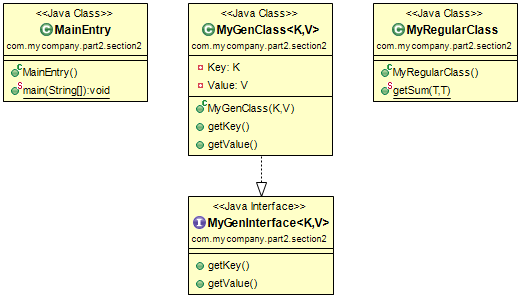 <<Java Class>>
MainEntry
com.mycompany.part2.section2
MainEntry()
main(String[]):void
<<Java Class>>
MyGenClass<K,V>
com.mycompany.part2.section2
Key: K
Value: V
MyGenClass(K,V)
getKey()
getValue()
<<Java Class>>
MyRegularClass
com.mycompany.part2.section2
MyRegularClass()
getSum(T,T)
<<Java Interface>>
MyGenInterface<K,V>
com.mycompany.part2.section2
getKey()
getValue()